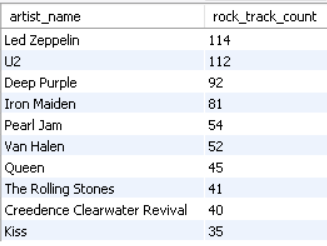 artist_name rock_track_count
Led Zeppelin 114
U2 112
Deep Purple 92
Iron Maiden 81
Pearl Jam 54
Van Halen 52
Queen 45
The Rolling Stones 41
Creedence Clearwater Revival 40
Kiss 35